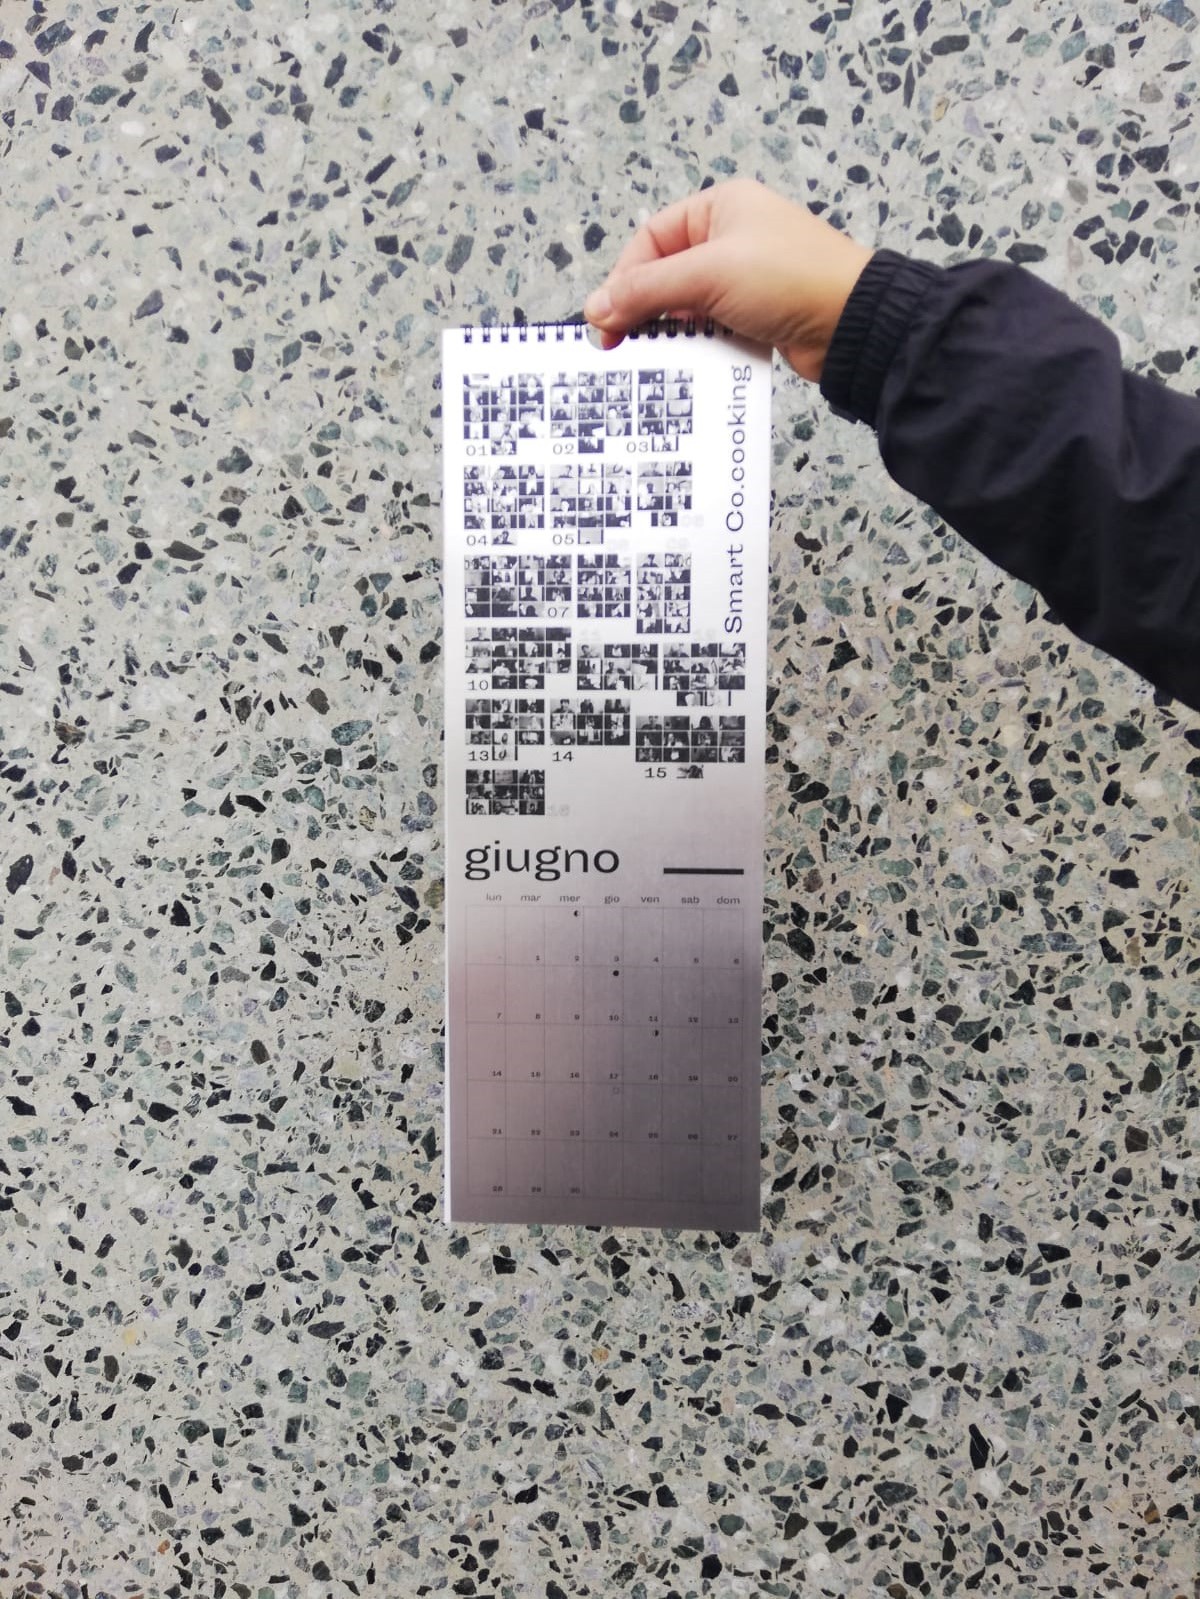 Smart Co.cooking
01 02 03
04 05 06
07
10
13 14
15
16
giugno
lun mar mer gio ven sab dom
1 2 3 4 5 6
7 8 9 10 11 12 13
14 15 16 17 18 19 20
21 22 23 24 25 26 27
28 29 30